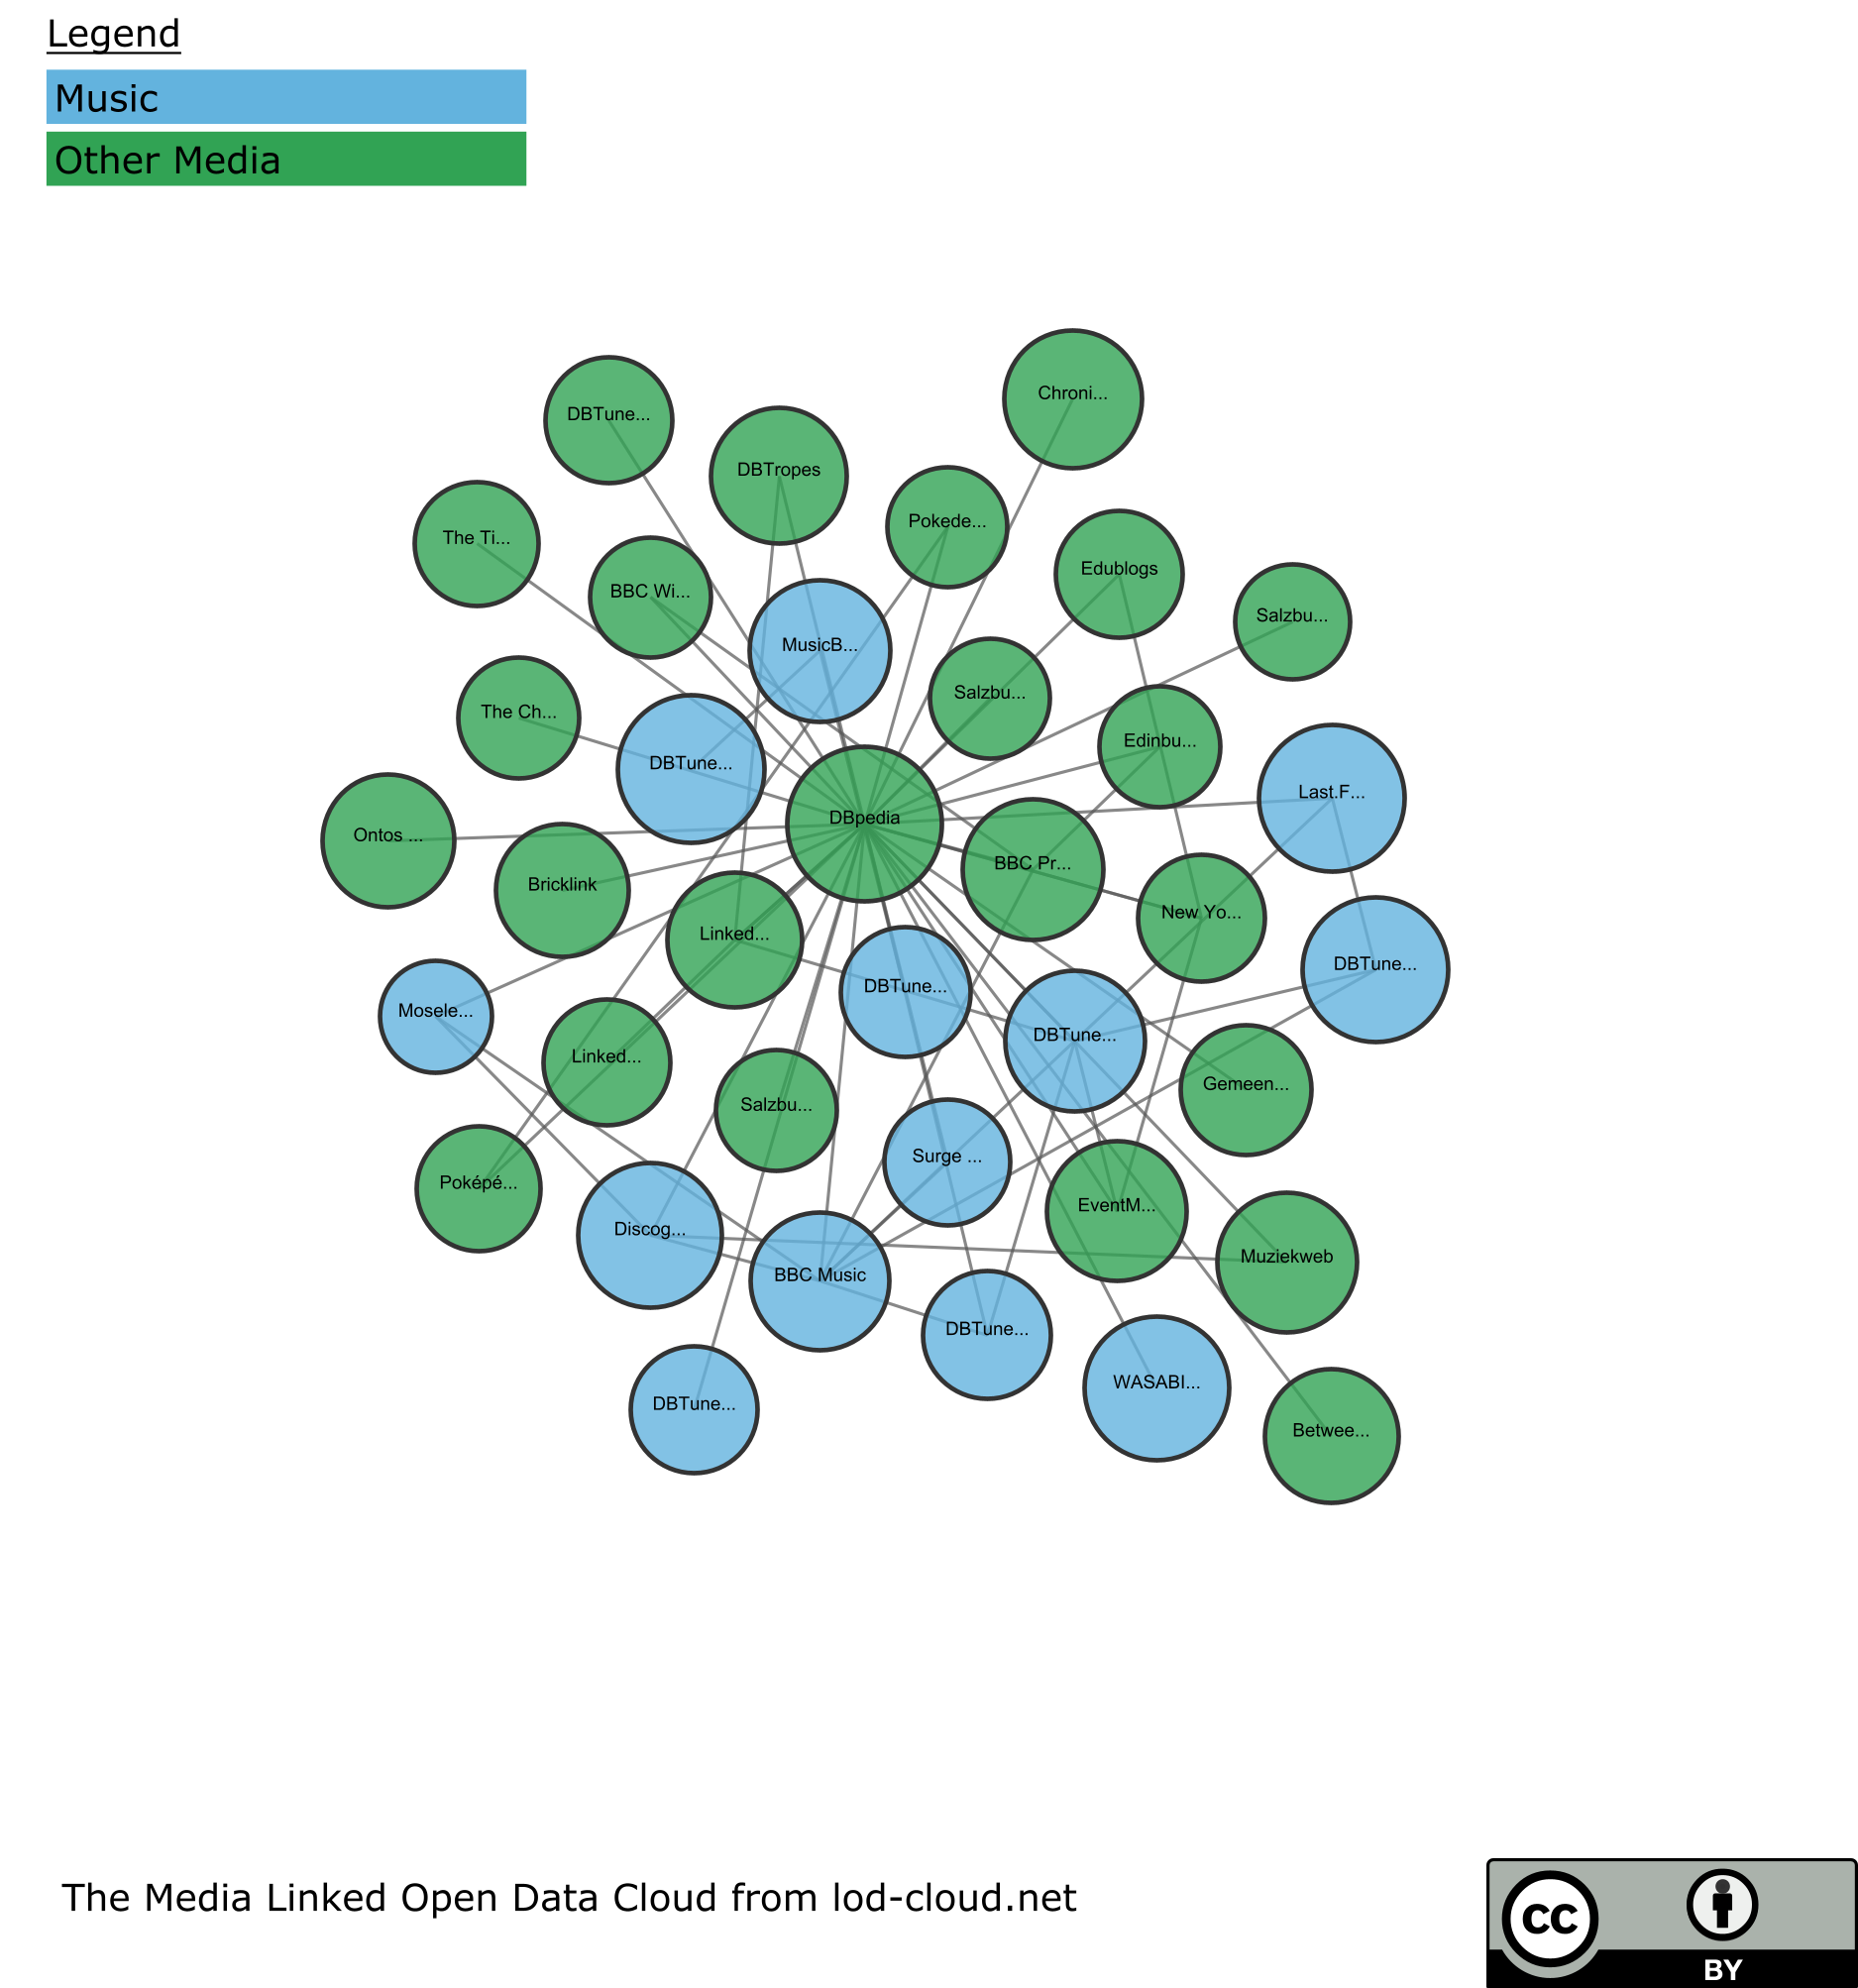 Legend
Music
Other Media
Chroni...
DBTune...
DBTropes
Pokede...
The Ti...
Edublogs
BBC Wi...
Salzbu...
MusicB...
Salzbu...
The Ch...
Edinbu...
DBTune...
Last.F...
DBpedia
Ontos ...
BBC Pr...
Bricklink
New Yo...
Linked...
DBTune...
DBTune...
Mosele...
DBTune...
Linked...
Gemeen...
Salzbu...
Surge ...
Poképé...
EventM...
Discog...
Muziekweb
BBC Music
DBTune...
WASABI...
DBTune...
Betwee...
The Media Linked Open Data Cloud from lod-cloud.net
cc
BY